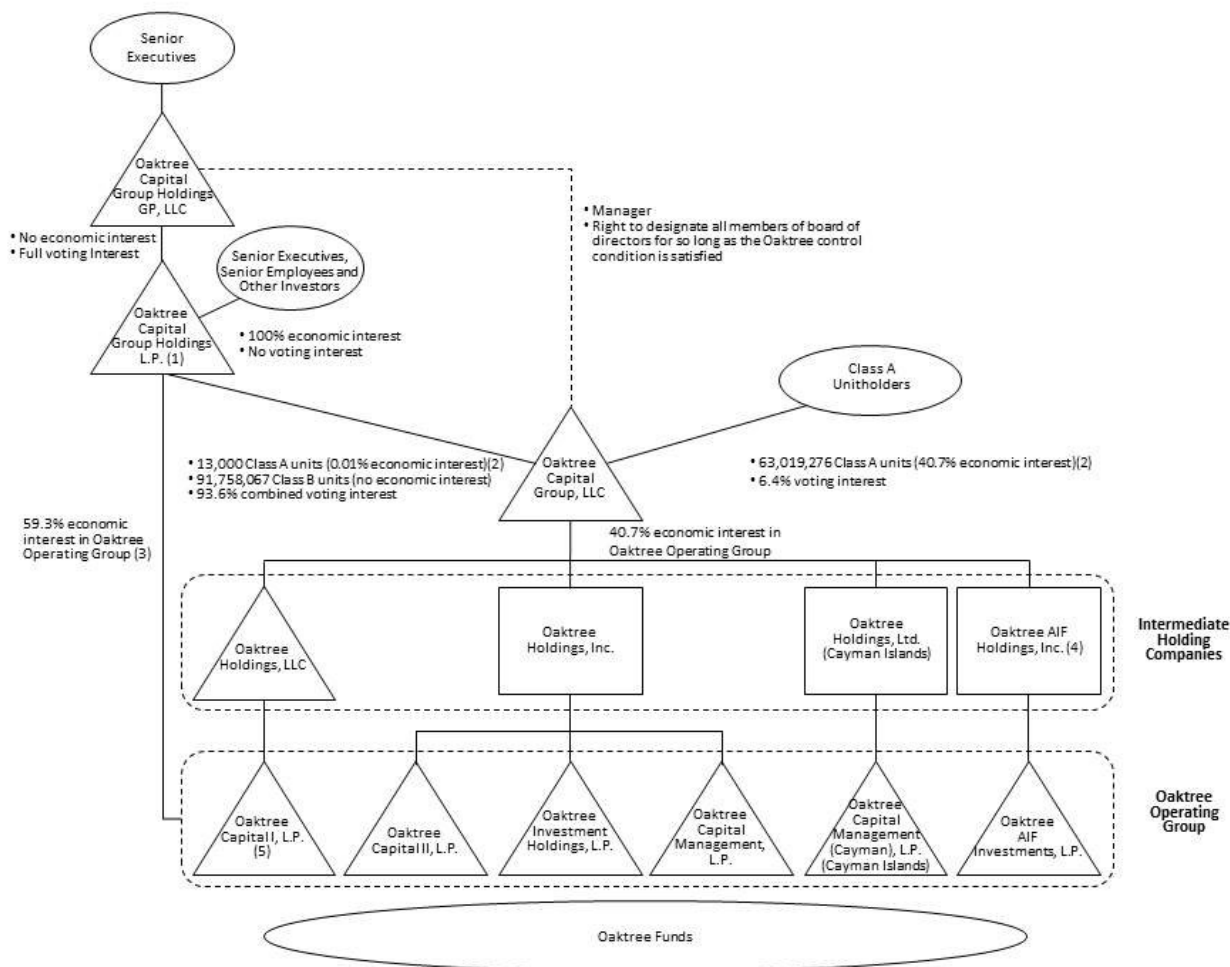 Senior
Executives
Oaktree
Capital
Group Holdings
GP, LLC
• No economic interest
• Full voting Interest
• Manager
• Right to designate all members of board of
directors for so long as the Oaktree control
condition is satisfied
Senior Executives,
Senior Employees and
Other Investors
Oaktree
Capital
Group Holdings
L.P. (1)
• 100% economic interest
• No voting interest
Class A
Unitholders
• 13,000 Class A units (0.01% economic interest)(2)
• 91,758,067 Class B units (no economic interest)
• 93.6% combined voting interest
Oaktree
Capital
Group, LLC
• 63,019,276 Class A units (40.7% economic interest)(2)
• 6.4% voting interest
59.3% economic
interest in Oaktree
Operating Group (3)
40.7% economic interest in
Oaktree Operating Group
Oaktree
Holdings, LLC
Oaktree
Holdings, Inc.
Oaktree
Holdings, Ltd.
(Cayman Islands)
Oaktree AIF
Holdings, Inc. (4)
Intermediate
Holding
Companies
Oaktree
Capital I, L.P.
(5)
Oaktree
Capital II, L.P.
Oaktree
Investment
Holdings, L.P.
Oaktree
Capital
Management,
L.P.
Oaktree
Capital
Management
(Cayman), L.P.
(Cayman Islands)
Oaktree
AIF
Investments, L.P.
Oaktree
Operating
Group
Oaktree Funds